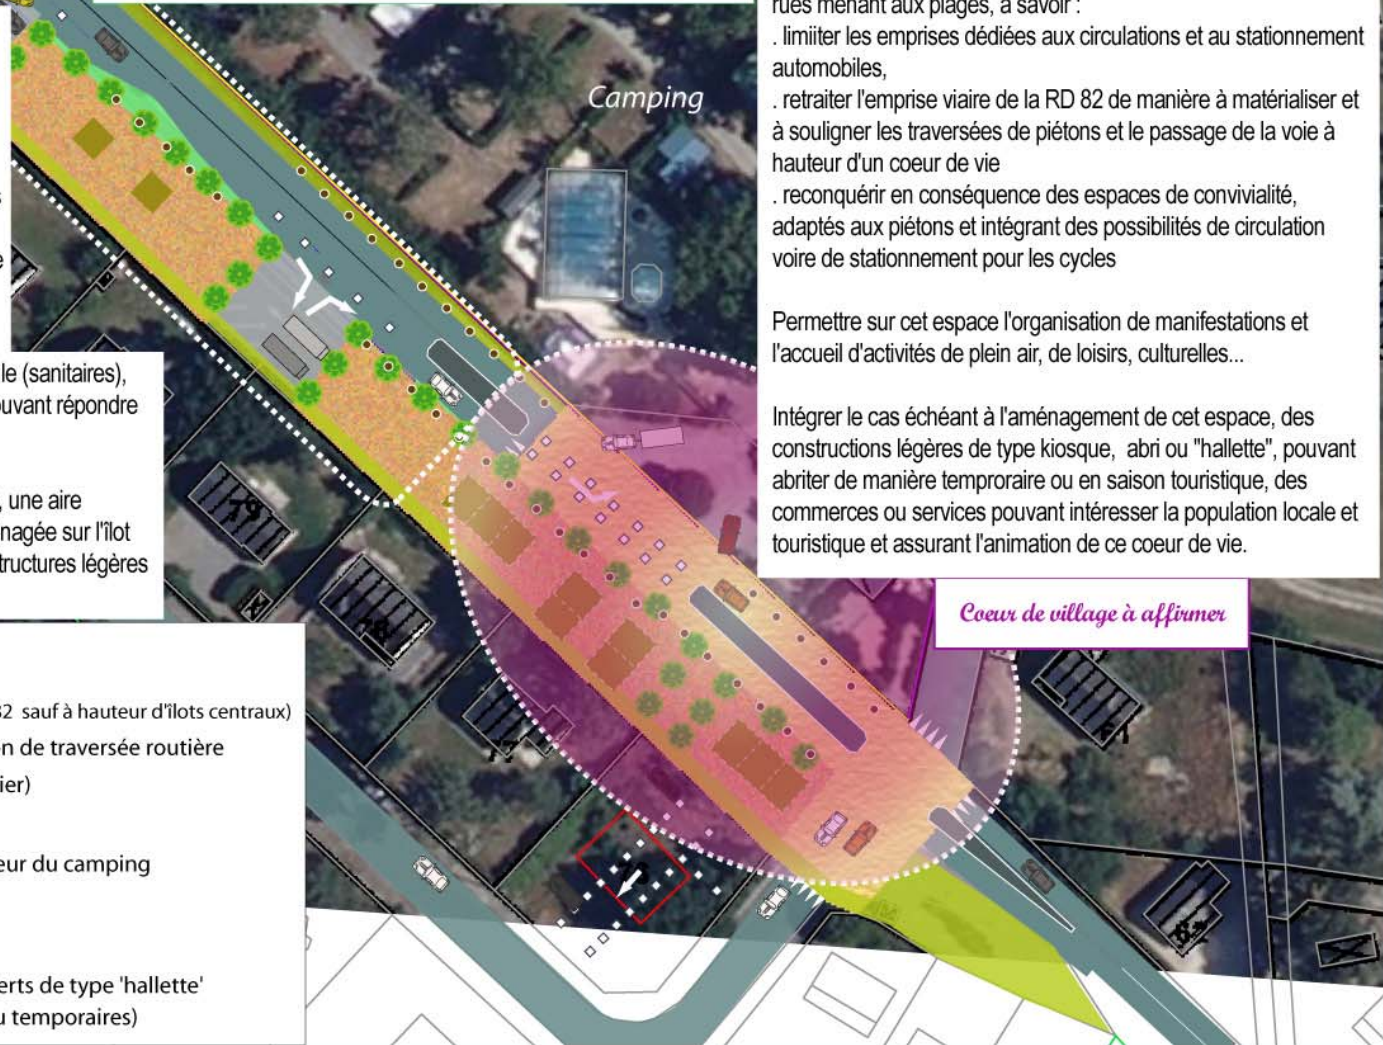 rues menant aux plages, à savoir :
. limiiter les emprises dédiées aux circulations et au stationnement
automobiles,
. retraiter l'emprise viaire de la RD 82 de manière à matérialiser et
à souligner les traversées de piétons et le passage de la voie à
hauteur d'un coeur de vie
. reconquérir en conséquence des espaces de convivialité,
adaptés aux piétons et intégrant des possibilités de circulation
voire de stationnement pour les cycles
Permettre sur cet espace l'organisation de manifestations et
l'accueil d'activités de plein air, de loisirs, culturelles...
Intégrer le cas échéant à l'aménagement de cet espace, des
constructions légères de type kiosque, abri ou "hallette", pouvant
abriter de manière temproraire ou en saison touristique, des
commerces ou services pouvant intéresser la population locale et
touristique et assurant l'animation de ce coeur de vie.
Camping
Coeur de village à affirmer
le (sanitaires),
ouvant répondre
, une aire
nagée sur l'îlot
tructures légères
32 sauf à hauteur d'îlots centraux)
on de traversée routière
ier)
eur du camping
erts de type 'hallette'
u temporaires)
79
78
77
61